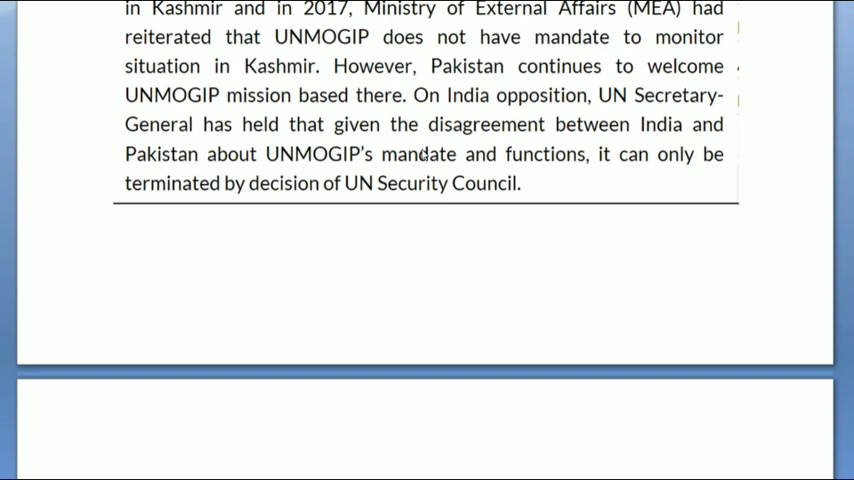 in Kashmir and in 2017, Ministry of External Affairs (MEA) had
reiterated that UNMOGIP does not have mandate to monitor
situation in Kashmir. However, Pakistan continues to welcome
UNMOGIP mission based there. On India opposition, UN Secretary-
General has held that given the disagreement between India and
Pakistan about UNMOGIP's mandate and functions, it can only be
terminated by decision of UN Security Council.